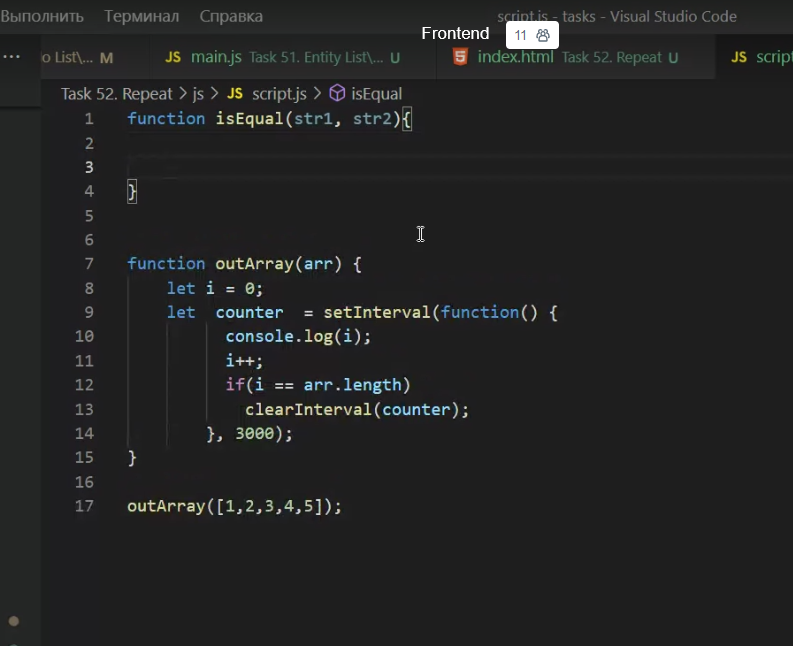 Выполнить Терминал Справка script.js - tasks - Visual Studio Code
Frontend 11
··· o List\... M JS main.js Task 51. Entity List\... U index.html Task 52. Repeat U JS script
Task 52. Repeat > js > JS script.js > isEqual
1 function isEqual(str1, str2){
2
3
4 }
5
6
7 function outArray(arr) {
8 let i = 0;
9 let counter = setInterval(function() {
10 console.log(i);
11 i++;
12 if(i == arr.length)
13 clearInterval(counter);
14 }, 3000);
15 }
16
17 outArray([1,2,3,4,5]);